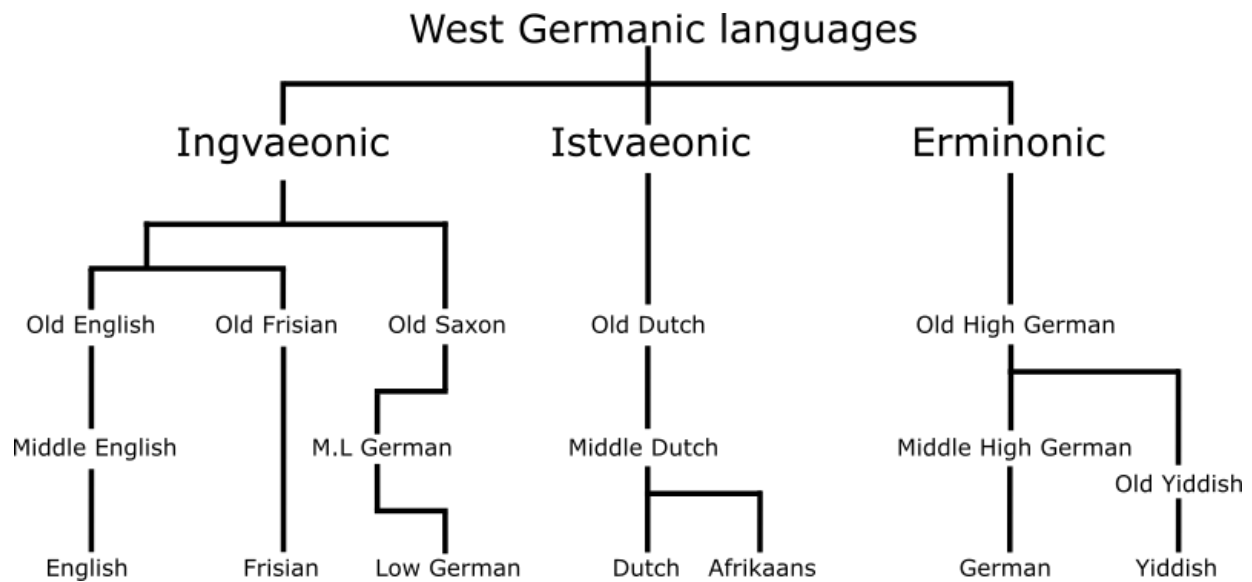 West Germanic languages
Ingvaeonic Istvaeonic Erminonic
Old English Old Frisian Old Saxon Old Dutch Old High German
Middle English M.L German Middle Dutch Middle High German
Old Yiddish
English Frisian Low German Dutch Afrikaans German Yiddish